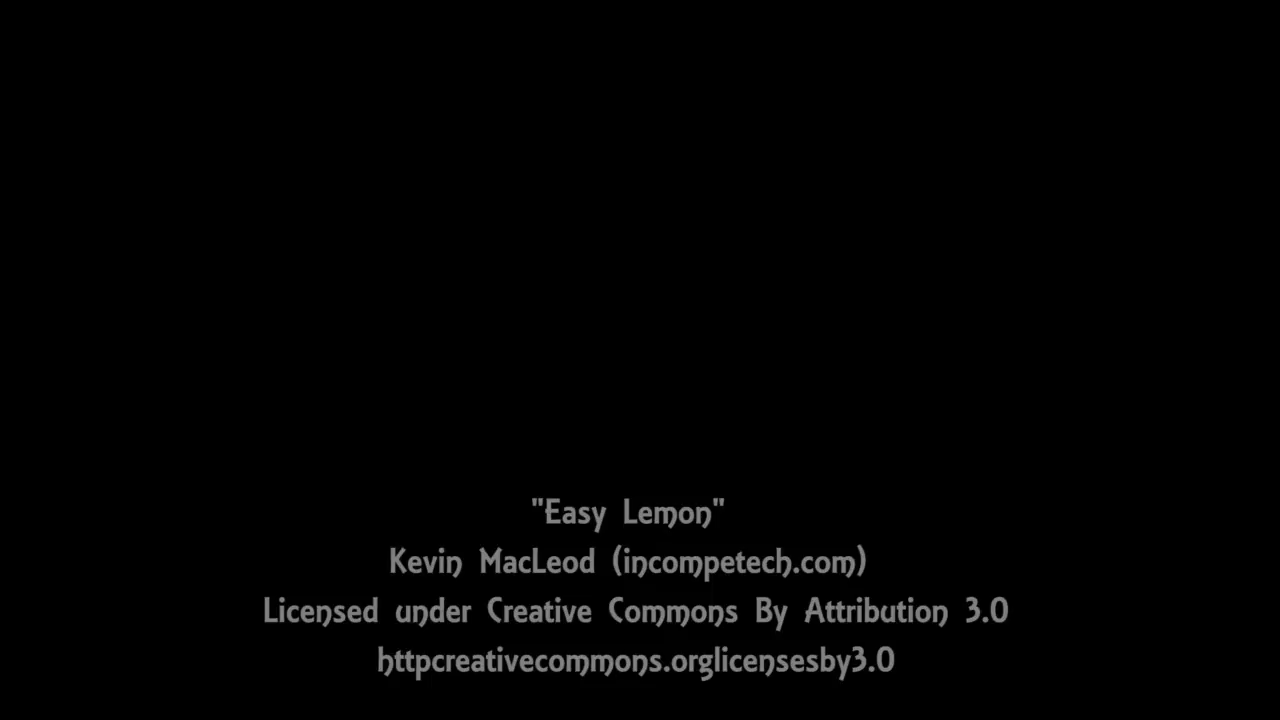 "Easy Lemon"
Kevin MacLeod (incompetech.com)
Licensed under Creative Commons By Attribution 3.0
httpcreativecommons.orglicensesby3.0